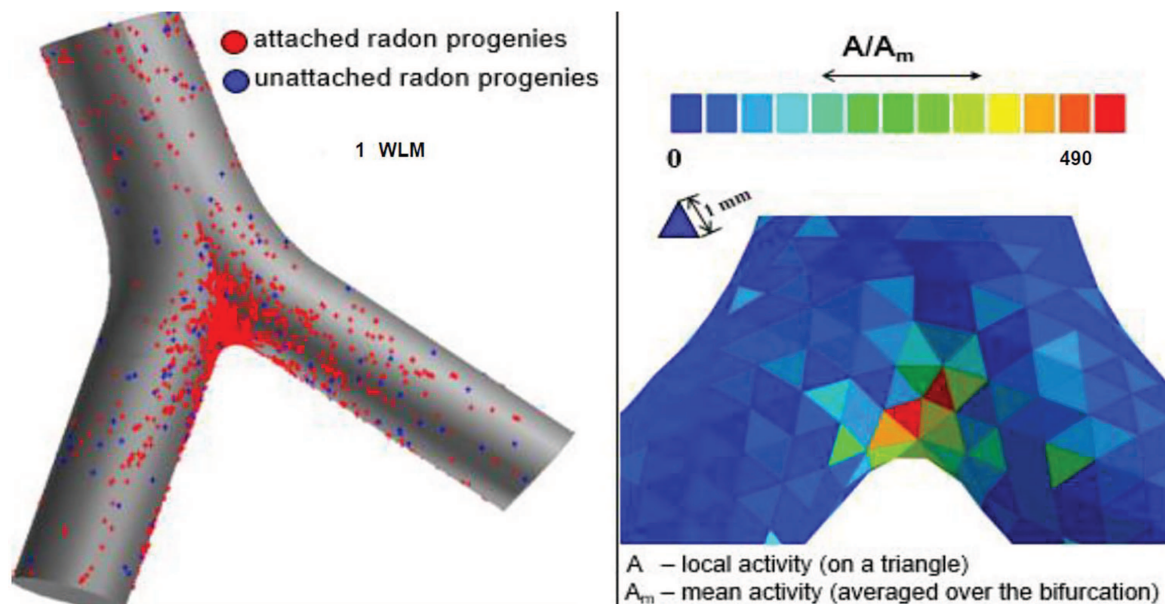 attached radon progenies
unattached radon progenies
1 WLM
A/Am
0
490
1 mm
A – local activity (on a triangle)
Am – mean activity (averaged over the bifurcation)